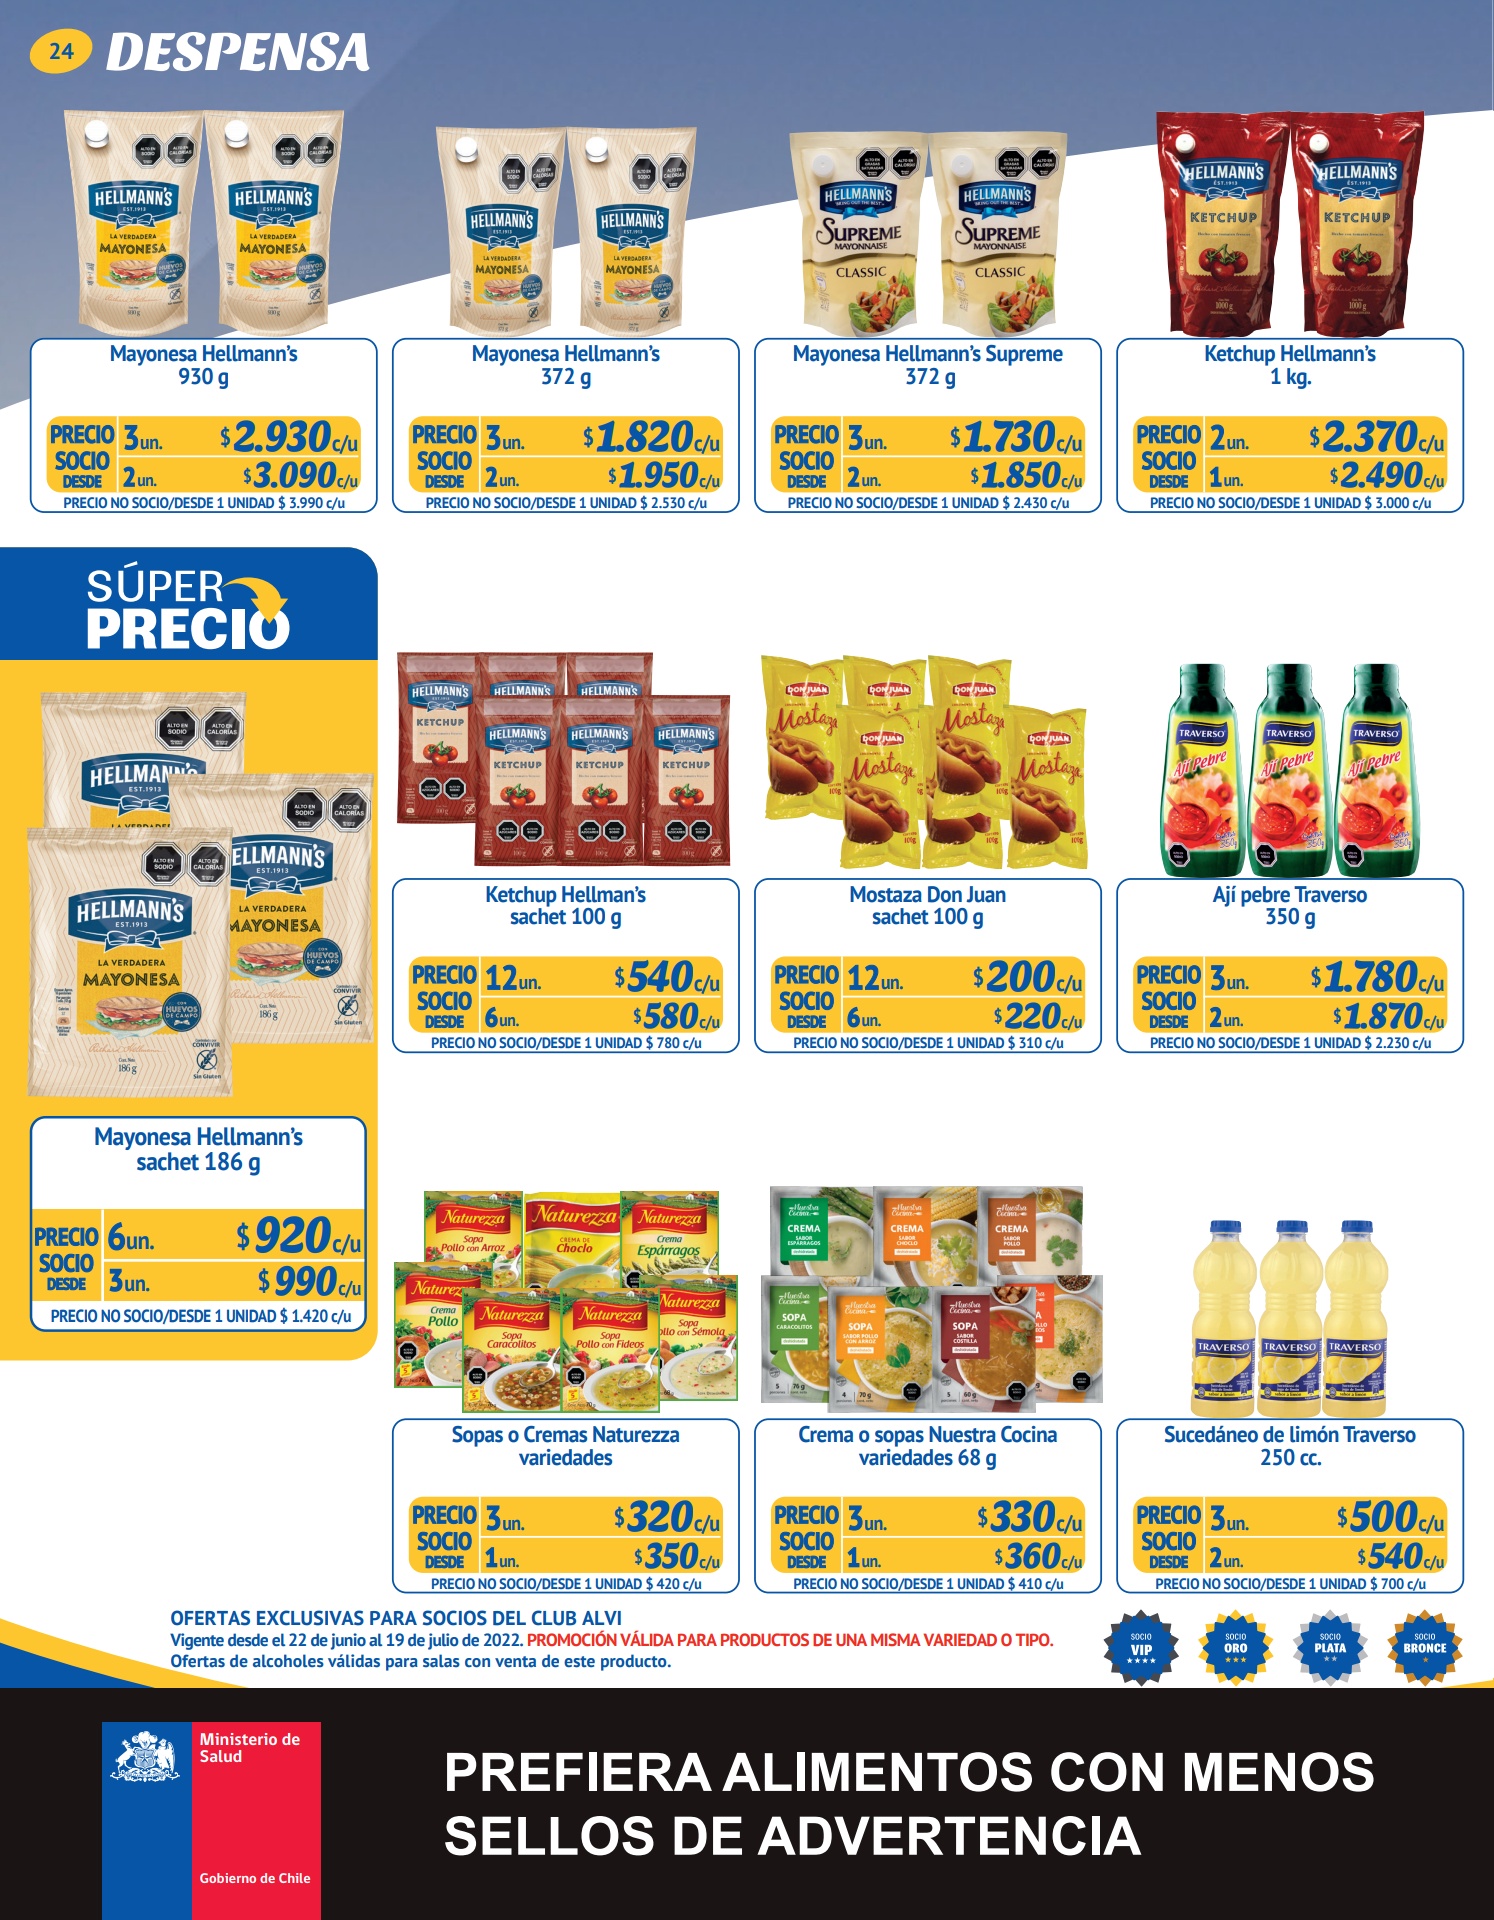 24 DESPENSA
Mayonesa Hellmann's
930 g
PRECIO SOCIO DESDE
3un. $2.930c/u
2un. $3.090c/u
PRECIO NO SOCIO/DESDE 1 UNIDAD $ 3.990 c/u
Mayonesa Hellmann's
372 g
PRECIO SOCIO DESDE
3un. $1.820c/u
2un. $1.950c/u
PRECIO NO SOCIO/DESDE 1 UNIDAD $ 2.530 c/u
Mayonesa Hellmann's Supreme
372 g
PRECIO SOCIO DESDE
3un. $1.730c/u
2un. $1.850c/u
PRECIO NO SOCIO/DESDE 1 UNIDAD $ 2.430 c/u
Ketchup Hellmann's
1 kg.
PRECIO SOCIO DESDE
2un. $2.370c/u
1un. $2.490c/u
PRECIO NO SOCIO/DESDE 1 UNIDAD $ 3.000 c/u
SÚPER
PRECIO
HELLMANN'S
EST.1913
LA VERDADERA
MAYONESA
CON HUEVOS DE CAMPO
186 g
Sin Gluten
Mayonesa Hellmann's
sachet 186 g
PRECIO SOCIO DESDE
6un. $920c/u
3un. $990c/u
PRECIO NO SOCIO/DESDE 1 UNIDAD $ 1.420 c/u
Ketchup Hellman's
sachet 100 g
PRECIO SOCIO DESDE
12un. $540c/u
6un. $580c/u
PRECIO NO SOCIO/DESDE 1 UNIDAD $ 780 c/u
Mostaza Don Juan
sachet 100 g
PRECIO SOCIO DESDE
12un. $200c/u
6un. $220c/u
PRECIO NO SOCIO/DESDE 1 UNIDAD $ 310 c/u
Ají pebre Traverso
350 g
PRECIO SOCIO DESDE
3un. $1.780c/u
2un. $1.870c/u
PRECIO NO SOCIO/DESDE 1 UNIDAD $ 2.230 c/u
Sopas o Cremas Naturezza
variedades
PRECIO SOCIO DESDE
3un. $320c/u
1un. $350c/u
PRECIO NO SOCIO/DESDE 1 UNIDAD $ 420 c/u
Crema o sopas Nuestra Cocina
variedades 68 g
PRECIO SOCIO DESDE
3un. $330c/u
1un. $360c/u
PRECIO NO SOCIO/DESDE 1 UNIDAD $ 410 c/u
Sucedáneo de limón Traverso
250 cc.
PRECIO SOCIO DESDE
3un. $500c/u
2un. $540c/u
PRECIO NO SOCIO/DESDE 1 UNIDAD $ 700 c/u
OFERTAS EXCLUSIVAS PARA SOCIOS DEL CLUB ALVI
Vigente desde el 22 de junio al 19 de julio de 2022. PROMOCIÓN VÁLIDA PARA PRODUCTOS DE UNA MISMA VARIEDAD O TIPO.
Ofertas de alcoholes válidas para salas con venta de este producto.
SOCIO VIP
SOCIO ORO
SOCIO PLATA
SOCIO BRONCE
Ministerio de
Salud
Gobierno de Chile
PREFIERA ALIMENTOS CON MENOS
SELLOS DE ADVERTENCIA